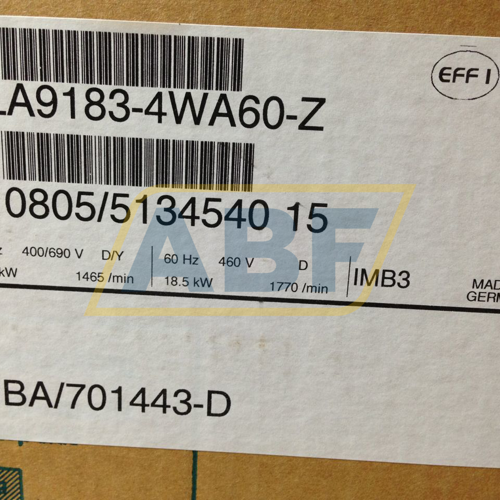 LA9183-4WA60-Z
EFF 1
0805/5134540 15
z 400/690 V D/Y 60 Hz 460 V D
kW 1465/min 18.5 kW 1770/min IMB3
MAD
GERM
ABF
BA/701443-D